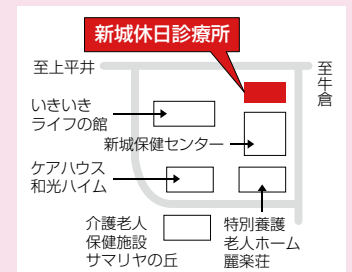 新城休日診療所
至上平井
至牛倉
いきいき
ライフの館
新城保健センター
ケアハウス
和光ハイム
介護老人
保健施設
サマリヤの丘
特別養護
老人ホーム
麗楽荘